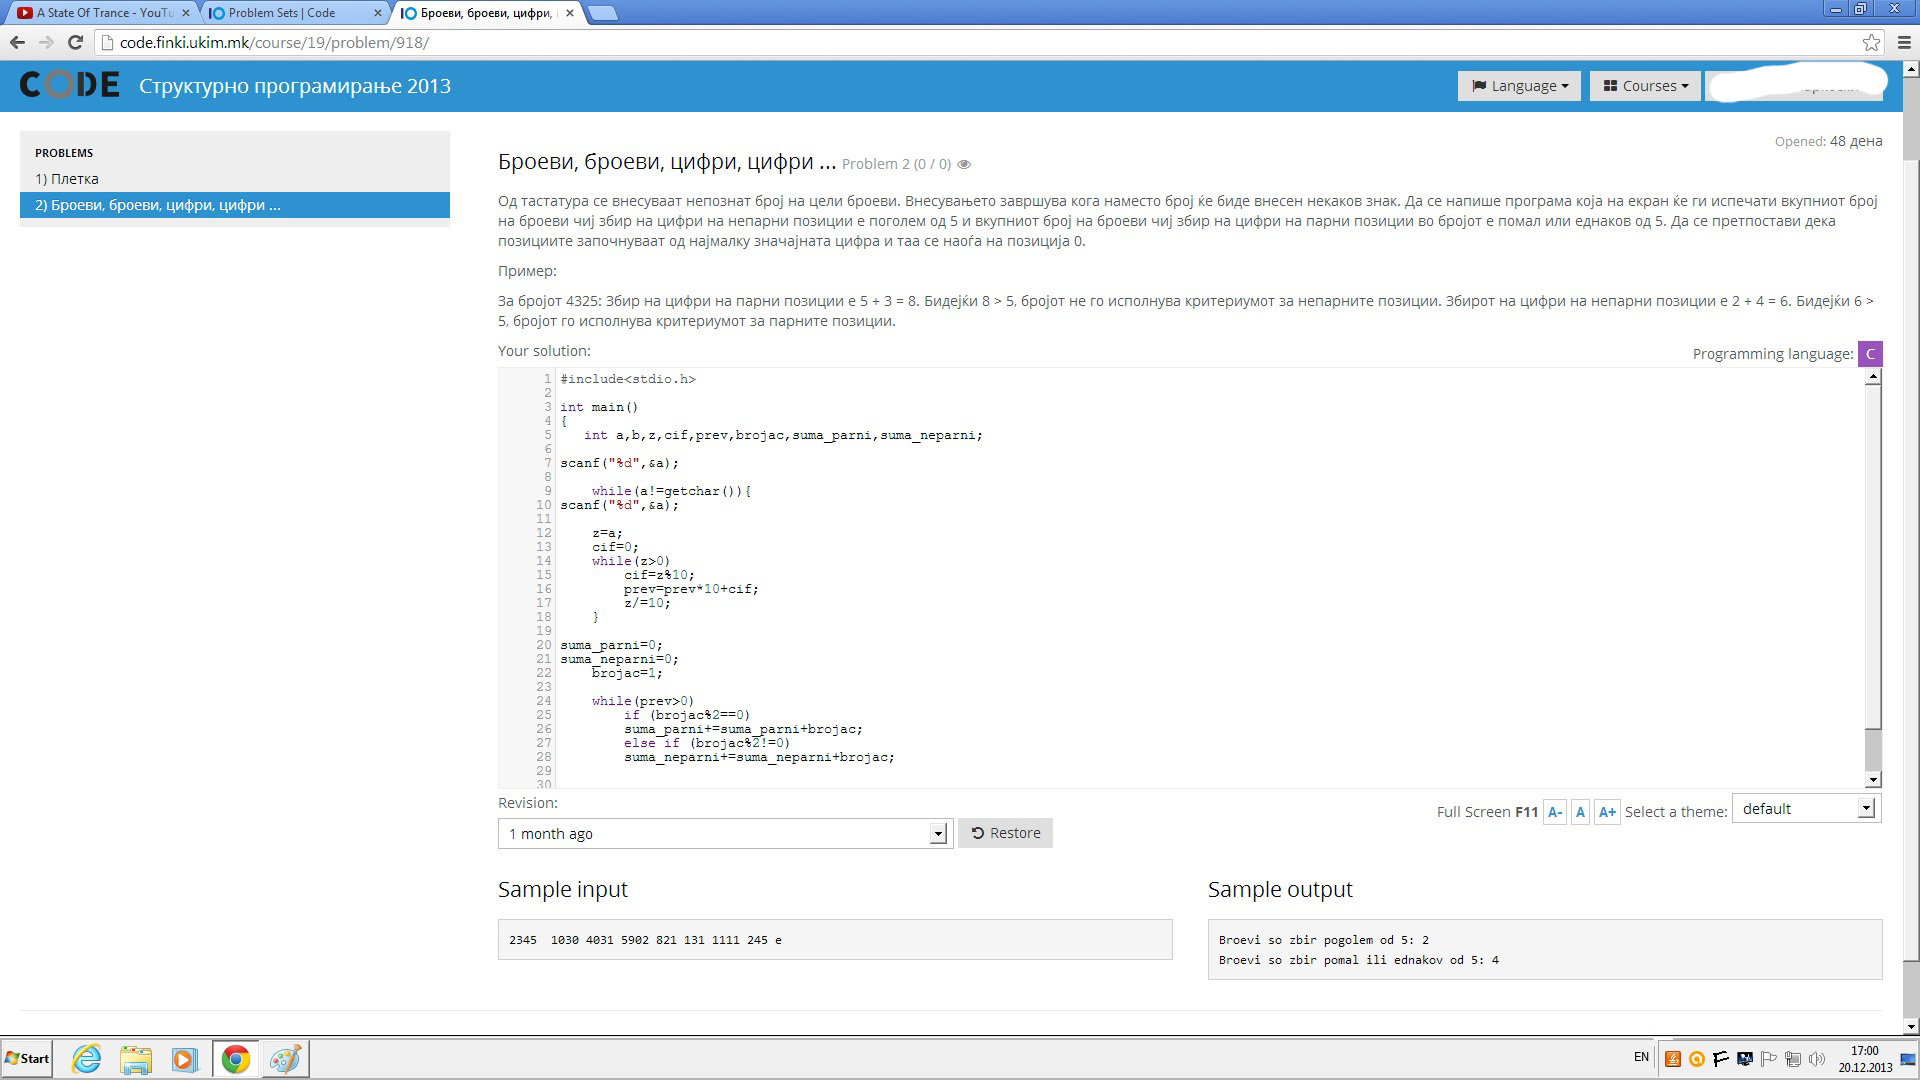 A State Of Trance - YouTu
Problem Sets | Code
Броеви, броеви, цифри,
code.finki.ukim.mk/course/19/problem/918/
CODE Структурно програмирање 2013
Language
Courses
PROBLEMS
1) Плетка
2) Броеви, броеви, цифри, цифри ...
Opened: 48 дена
Броеви, броеви, цифри, цифри ... Problem 2 (0 / 0)
Од тастатура се внесуваат непознат број на цели броеви. Внесувањето завршува кога наместо број ќе биде внесен некаков знак. Да се напише програма која на екран ќе ги испечати вкупниот број
на броеви чиј збир на цифри на непарни позиции е поголем од 5 и вкупниот број на броеви чиј збир на цифри на парни позиции во бројот е помал или еднаков од 5. Да се претпостави дека
позициите започнуваат од најмалку значајната цифра и таа се наоѓа на позиција 0.
Пример:
За бројот 4325: Збир на цифри на парни позиции е 5 + 3 = 8. Бидејќи 8 > 5, бројот не го исполнува критериумот за непарните позиции. Збирот на цифри на непарни позиции е 2 + 4 = 6. Бидејќи 6 >
5, бројот го исполнува критериумот за парните позиции.
Your solution:
Programming language: C
1 #include<stdio.h>
2
3 int main()
4 {
5 int a,b,z,cif,prev,brojac,suma_parni,suma_neparni;
6
7 scanf("%d",&a);
8
9 while(a!=getchar()){
10 scanf("%d",&a);
11
12 z=a;
13 cif=0;
14 while(z>0)
15 cif=z%10;
16 prev=prev*10+cif;
17 z/=10;
18 }
19
20 suma_parni=0;
21 suma_neparni=0;
22 brojac=1;
23
24 while(prev>0)
25 if (brojac%2==0)
26 suma_parni+=suma_parni+brojac;
27 else if (brojac%2!=0)
28 suma_neparni+=suma_neparni+brojac;
29
30
Revision:
1 month ago
Restore
Full Screen F11 A- A A+ Select a theme: default
Sample input
2345  1030 4031 5902 821 131 1111 245 e
Sample output
Broevi so zbir pogolem od 5: 2
Broevi so zbir pomal ili ednakov od 5: 4
Start
EN
17:00
20.12.2013